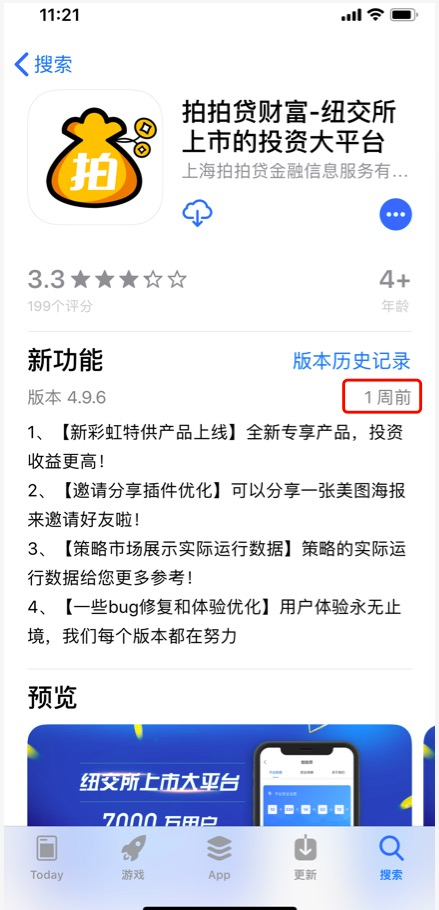 11:21
搜索
拍
拍拍贷财富-纽交所
上市的投资大平台
上海拍拍贷金融信息服务有...
3.3
4+
199个评分
年龄
新功能
版本历史记录
版本 4.9.6
1 周前
1、【新彩虹特供产品上线】全新专享产品，投资
收益更高！
2、【邀请分享插件优化】可以分享一张美图海报
来邀请好友啦！
3、【策略市场展示实际运行数据】策略的实际运
行数据给您更多参考！
4、【一些bug修复和体验优化】用户体验永无止
境，我们每个版本都在努力
预览
纽交所上市大平台
7000 万用户
Today
游戏
App
更新
搜索